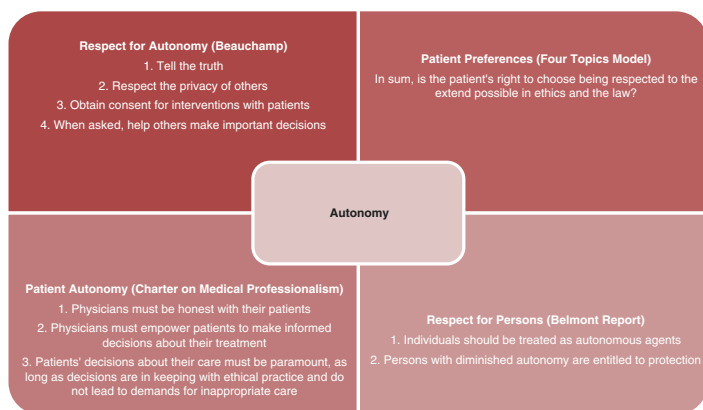 Respect for Autonomy (Beauchamp)
1. Tell the truth
2. Respect the privacy of others
3. Obtain consent for interventions with patients
4. When asked, help others make important decisions
Patient Preferences (Four Topics Model)
In sum, is the patient's right to choose being respected to the
extend possible in ethics and the law?
Autonomy
Patient Autonomy (Charter on Medical Professionalism)
1. Physicians must be honest with their patients
2. Physicians must empower patients to make informed
decisions about their treatment
3. Patients' decisions about their care must be paramount, as
long as decisions are in keeping with ethical practice and do
not lead to demands for inappropriate care
Respect for Persons (Belmont Report)
1. Individuals should be treated as autonomous agents
2. Persons with diminished autonomy are entitled to protection